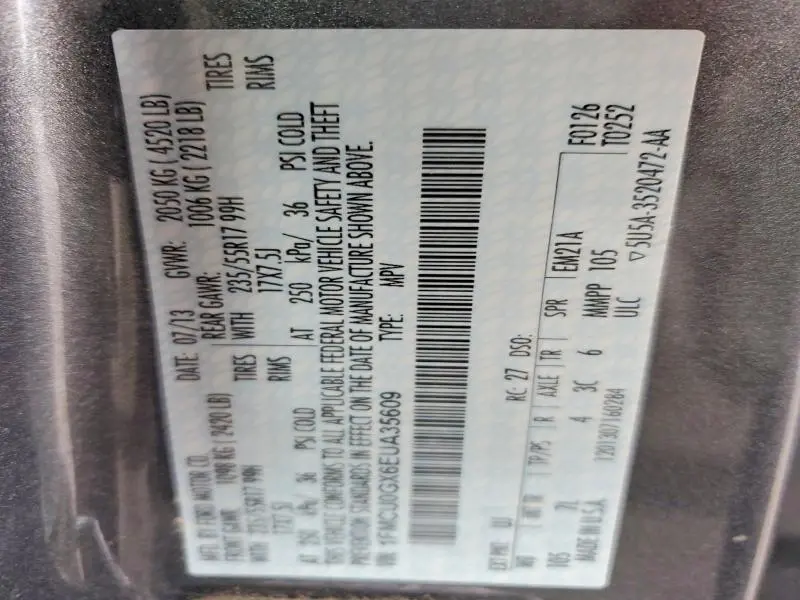 MFD. BY FORD MOTOR CO.
DATE: 07/13 GVWR: 2050 KG ( 4520 LB)
FRONT GAWR: 1098 KG ( 2420 LB) REAR GAWR: 1006 KG ( 2218 LB)
WITH 235/55R17 99H TIRES WITH 235/55R17 99H TIRES
17X7.5J RIMS 17X7.5J RIMS
AT 250 kPa/ 36 PSI COLD AT 250 kPa/ 36 PSI COLD
THIS VEHICLE CONFORMS TO ALL APPLICABLE FEDERAL MOTOR VEHICLE SAFETY AND THEFT
PREVENTION STANDARDS IN EFFECT ON THE DATE OF MANUFACTURE SHOWN ABOVE.
VIN: 1FMCU0GX6EUA35609 TYPE: MPV
EXT PNT: UJ RC: 27 DSO:
WB INT TR TP/PS R AXLE TR SPR EM21A F0126
105 7L 4 3C 6 MMPP 105 T0252
MADE IN U.S.A. 1201307160284 ULC ▽5U5A-3520472-AA